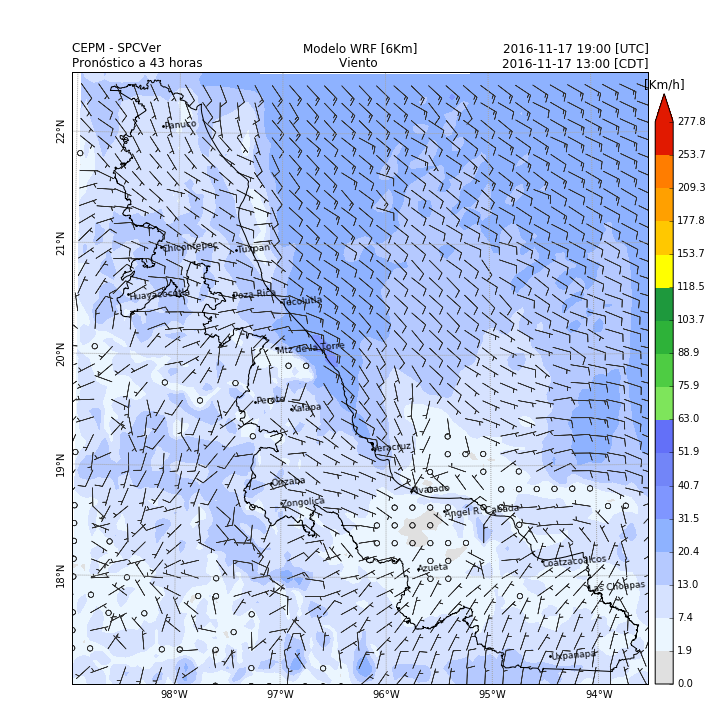 CEPM - SPCVer
Modelo WRF [6Km]
2016-11-17 19:00 [UTC]
Pronóstico a 43 horas
Viento
2016-11-17 13:00 [CDT]
[Km/h]
277.8
253.7
209.3
177.8
153.7
118.5
103.7
88.9
75.9
63.0
51.9
40.7
31.5
20.4
13.0
7.4
1.9
0.0
22°N
21°N
20°N
19°N
18°N
98°W
97°W
96°W
95°W
94°W
Panuco
Chicontepec
Tuxpan
Huayacocotla
Poza Rica
Tecolutla
Mtz de la Torre
Perote
Xalapa
Veracruz
Orizaba
Alvarado
Zongolica
Angel R. Cabada
Azueta
Coatzacoalcos
Las Choapas
Uxpanapa